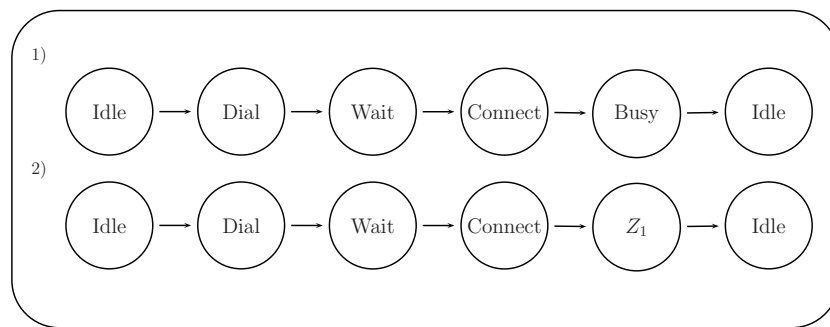 1)
Idle Dial Wait Connect Busy Idle
2)
Idle Dial Wait Connect Z₁ Idle